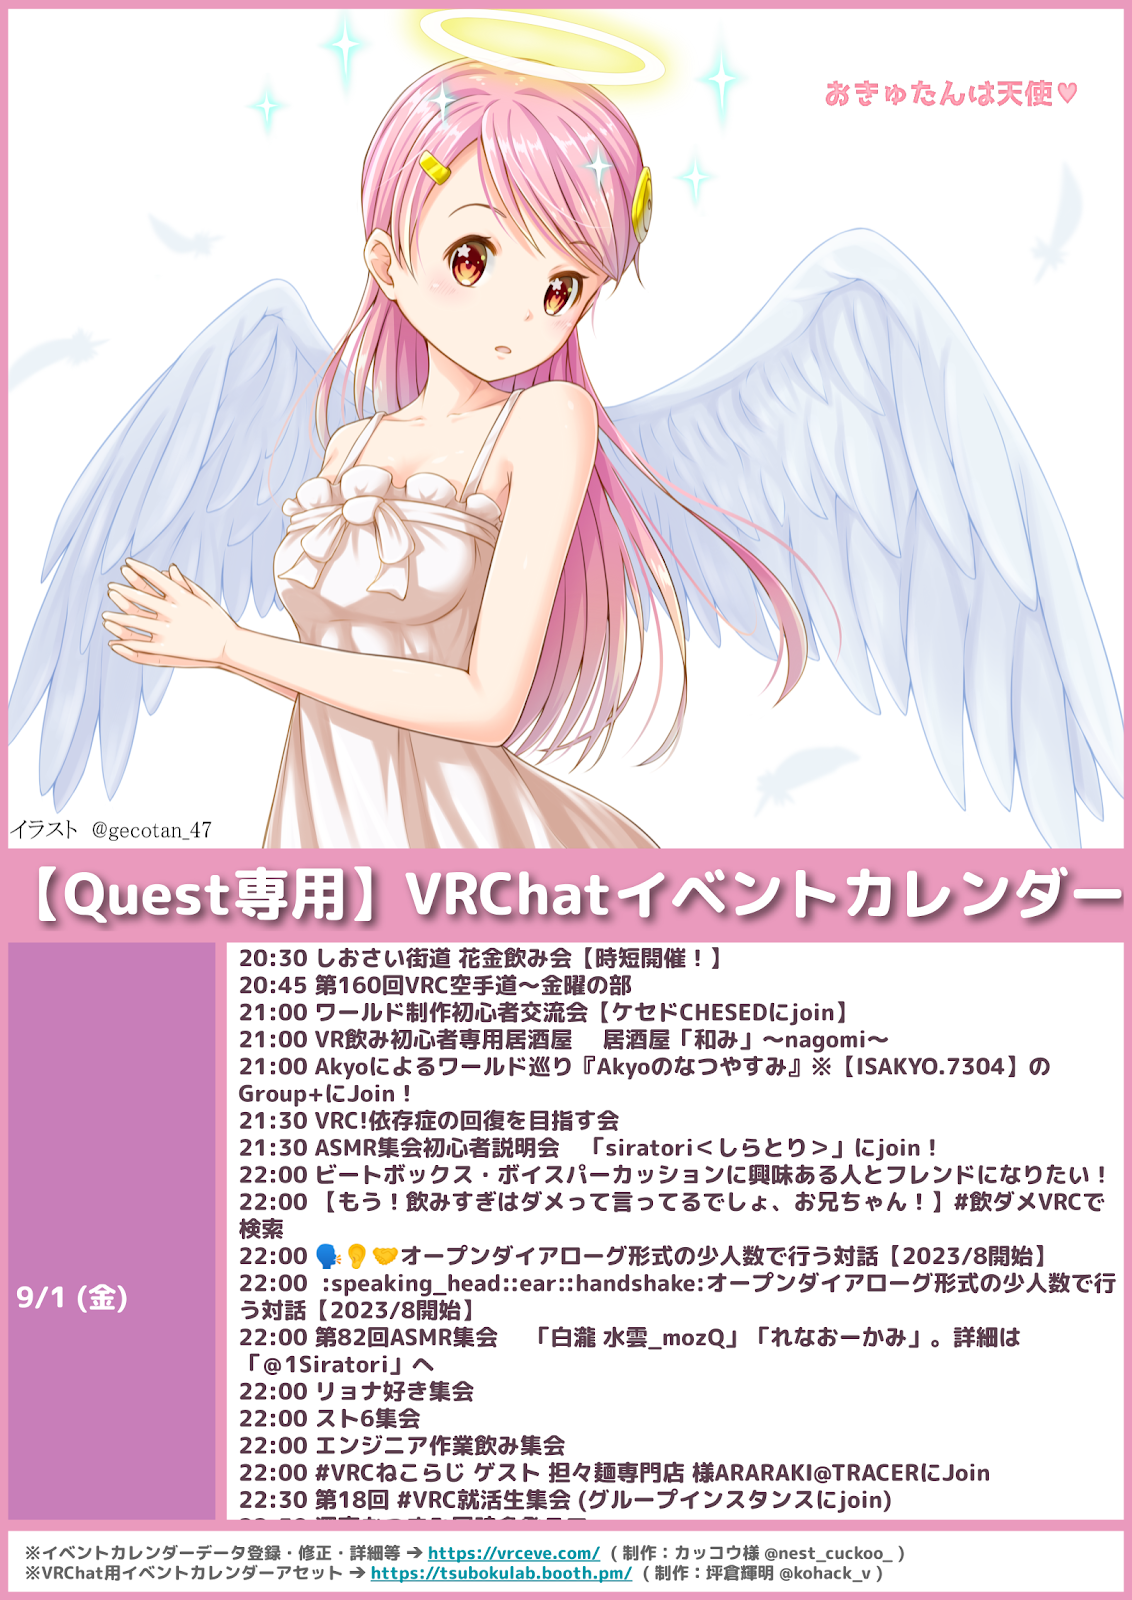 おきゅたんは天使♥
イラスト @gecotan_47
【Quest専用】VRChatイベントカレンダー
9/1 (金)
20:30 しおさい街道 花金飲み会【時短開催！】
20:45 第160回VRC空手道～金曜の部
21:00 ワールド制作初心者交流会【ケセドCHESEDにjoin】
21:00 VR飲み初心者専用居酒屋　居酒屋「和み」～nagomi～
21:00 Akyoによるワールド巡り『Akyoのなつやすみ』※【ISAKYO.7304】の
Group+にJoin！
21:30 VRC!依存症の回復を目指す会
21:30 ASMR集会初心者説明会　「siratori＜しらとり＞」にjoin！
22:00 ビートボックス・ボイスパーカッションに興味ある人とフレンドになりたい！
22:00 【もう！飲みすぎはダメって言ってるでしょ、お兄ちゃん！】#飲ダメVRCで
検索
22:00 🗣️👂🤝オープンダイアローグ形式の少人数で行う対話【2023/8開始】
22:00 :speaking_head::ear::handshake:オープンダイアローグ形式の少人数で行
う対話【2023/8開始】
22:00 第82回ASMR集会　「白瀧 水雲_mozQ」「れなおーかみ」。詳細は
「@1Siratori」へ
22:00 リョナ好き集会
22:00 スト6集会
22:00 エンジニア作業飲み集会
22:00 #VRCねこらじ ゲスト 担々麺専門店 様ARARAKI@TRACERにJoin
22:30 第18回 #VRC就活生集会 (グループインスタンスにjoin)
※イベントカレンダーデータ登録・修正・詳細等 ➔ https://vrceve.com/ ( 制作：カッコウ様 @nest_cuckoo_ )
※VRChat用イベントカレンダーアセット ➔ https://tsubokulab.booth.pm/ ( 制作：坪倉輝明 @kohack_v )